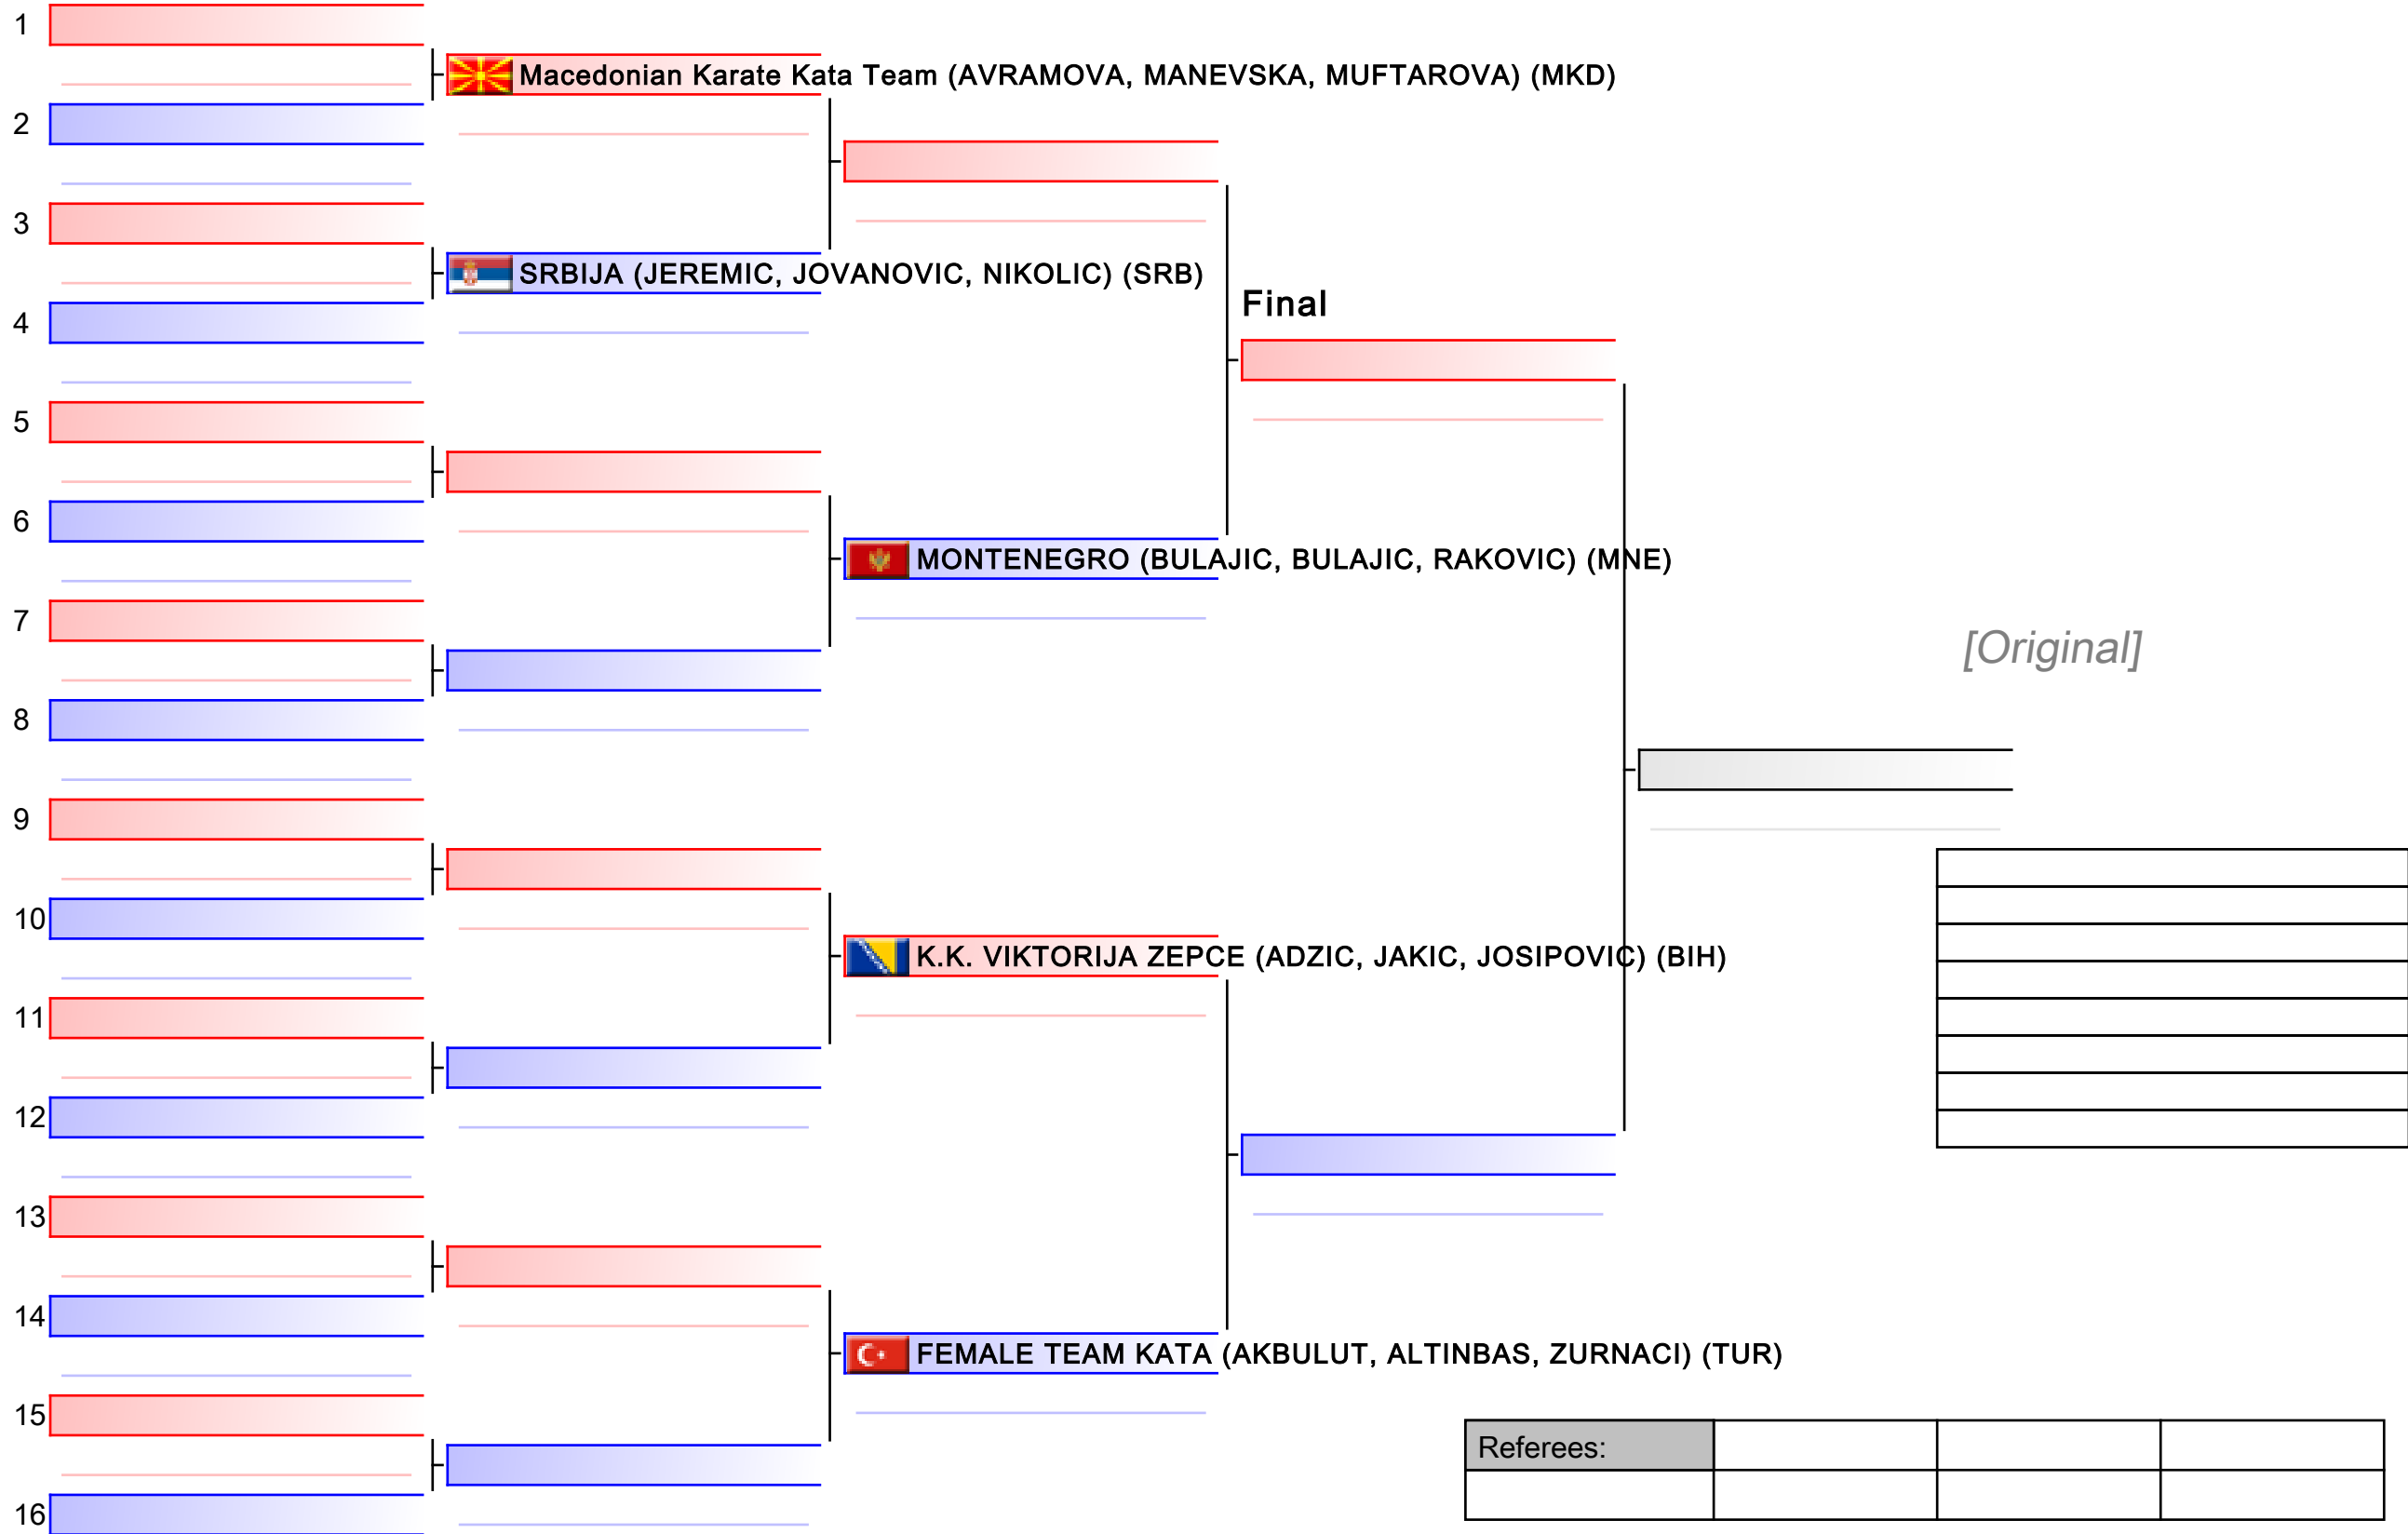 1
Macedonian Karate Kata Team (AVRAMOVA, MANEVSKA, MUFTAROVA) (MKD)
2
3
SRBIJA (JEREMIC, JOVANOVIC, NIKOLIC) (SRB)
Final
4
5
6
MONTENEGRO (BULAJIC, BULAJIC, RAKOVIC) (MNE)
7
[Original]
8
9
10
K.K. VIKTORIJA ZEPCE (ADZIC, JAKIC, JOSIPOVIC) (BIH)
11
12
13
14
FEMALE TEAM KATA (AKBULUT, ALTINBAS, ZURNACI) (TUR)
15
Referees:
16